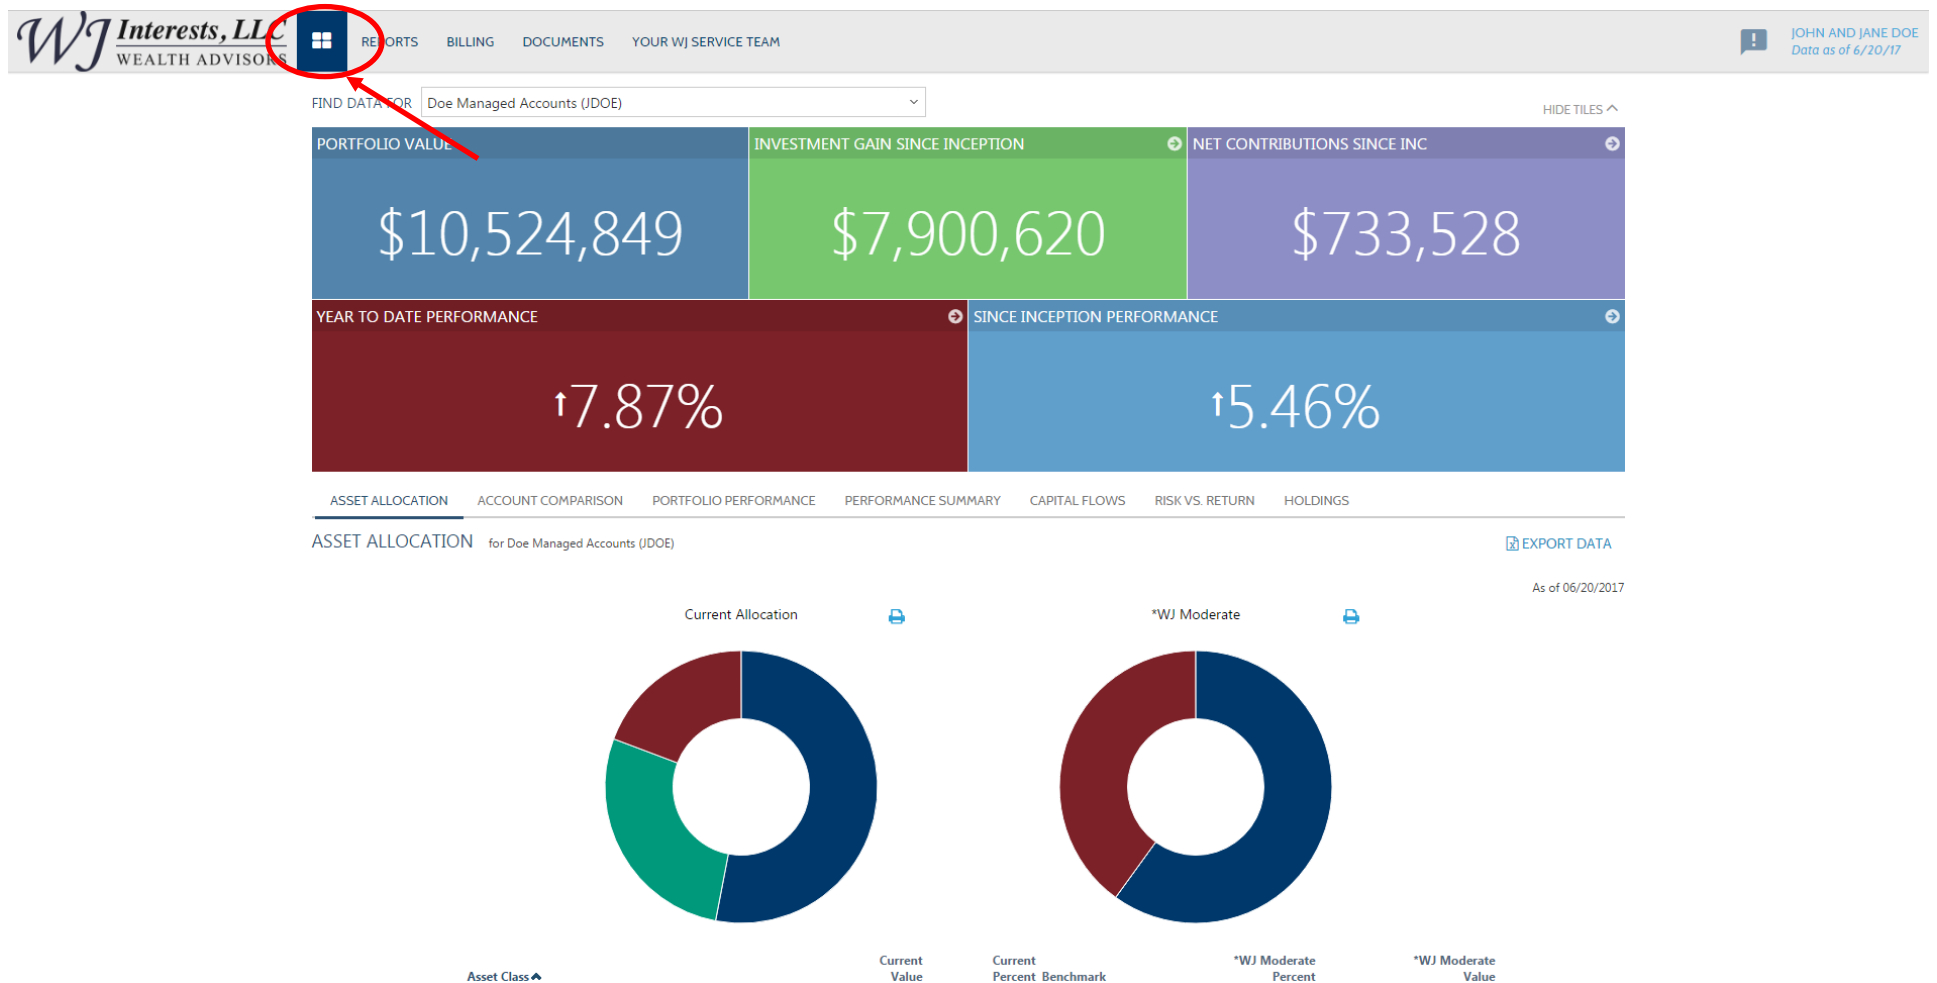 WJ Interests, LLC
WEALTH ADVISORS
REPORTS BILLING DOCUMENTS YOUR WJ SERVICE TEAM
JOHN AND JANE DOE
Data as of 6/20/17
FIND DATA FOR Doe Managed Accounts (JDOE)
HIDE TILES
PORTFOLIO VALUE
$10,524,849
INVESTMENT GAIN SINCE INCEPTION
$7,900,620
NET CONTRIBUTIONS SINCE INC
$733,528
YEAR TO DATE PERFORMANCE
7.87%
SINCE INCEPTION PERFORMANCE
5.46%
ASSET ALLOCATION ACCOUNT COMPARISON PORTFOLIO PERFORMANCE PERFORMANCE SUMMARY CAPITAL FLOWS RISK VS. RETURN HOLDINGS
ASSET ALLOCATION for Doe Managed Accounts (JDOE)
EXPORT DATA
As of 06/20/2017
Current Allocation
*WJ Moderate
Current Current *WJ Moderate *WJ Moderate
Asset Class Value Percent Benchmark Percent Value